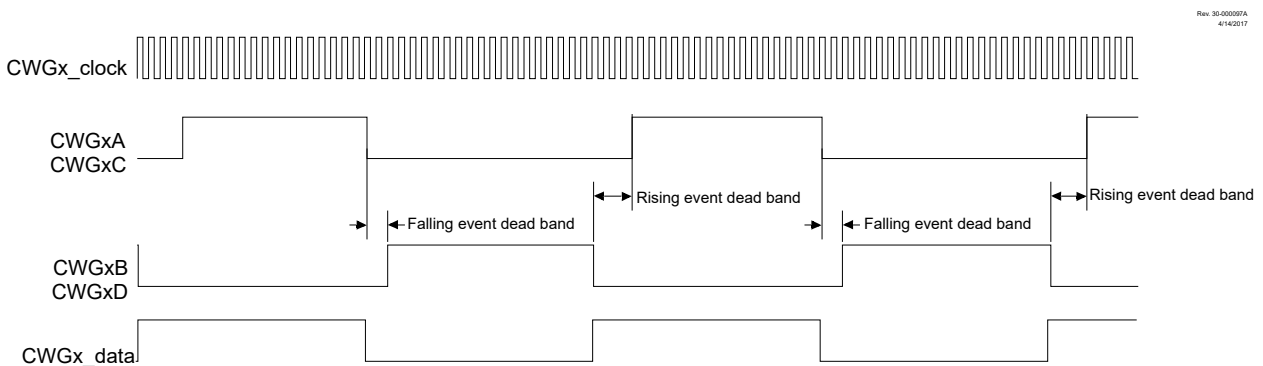 Rev. 30-000097A
4/14/2017
CWGx_clock
CWGxA
CWGxC
Rising event dead band
Rising event dead band
Falling event dead band
Falling event dead band
CWGxB
CWGxD
CWGx_data